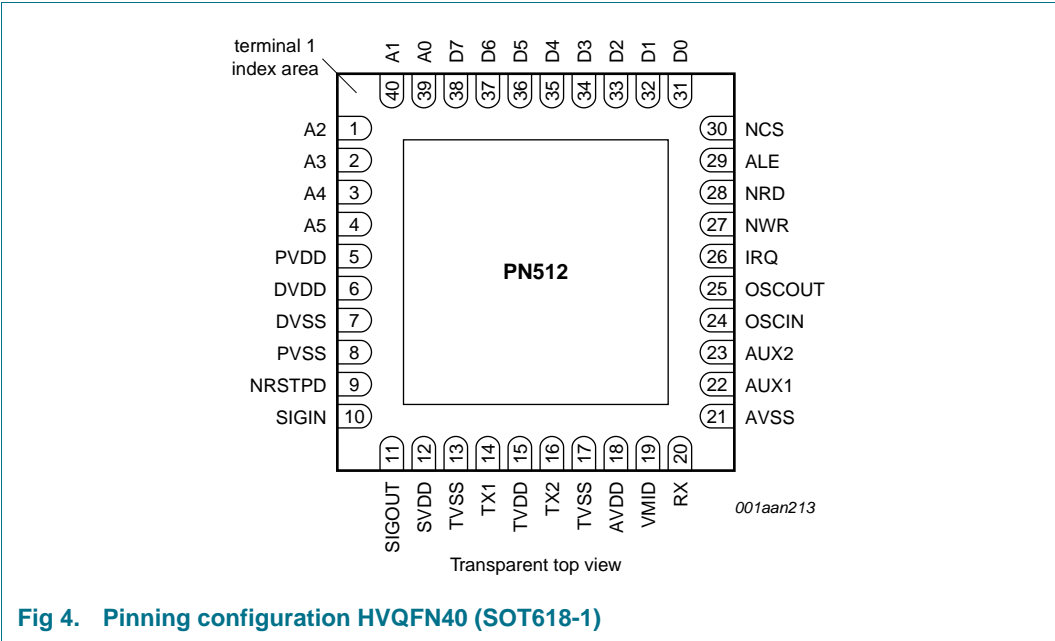 terminal 1
index area
A1 A0 D7 D6 D5 D4 D3 D2 D1 D0
40 39 38 37 36 35 34 33 32 31
A2 1
A3 2
A4 3
A5 4
PVDD 5
DVDD 6
DVSS 7
PVSS 8
NRSTPD 9
SIGIN 10
PN512
30 NCS
29 ALE
28 NRD
27 NWR
26 IRQ
25 OSCOUT
24 OSCIN
23 AUX2
22 AUX1
21 AVSS
11 12 13 14 15 16 17 18 19 20
SIGOUT SVDD TVSS TX1 TVDD TX2 TVSS AVDD VMID RX
001aan213
Transparent top view
Fig 4. Pinning configuration HVQFN40 (SOT618-1)